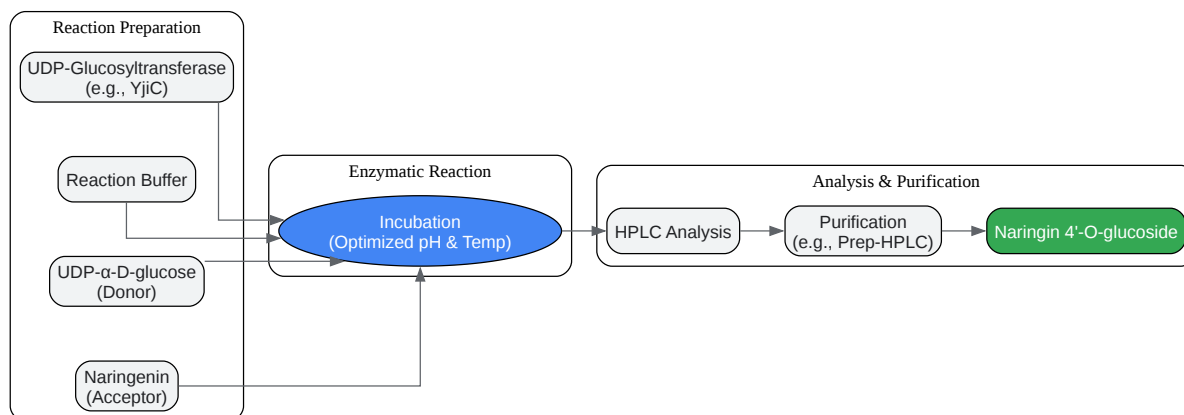 Reaction Preparation
UDP-Glucosyltransferase
(e.g., YjiC)
Reaction Buffer
UDP-α-D-glucose
(Donor)
Naringenin
(Acceptor)
Enzymatic Reaction
Incubation
(Optimized pH & Temp)
Analysis & Purification
HPLC Analysis
Purification
(e.g., Prep-HPLC)
Naringin 4'-O-glucoside